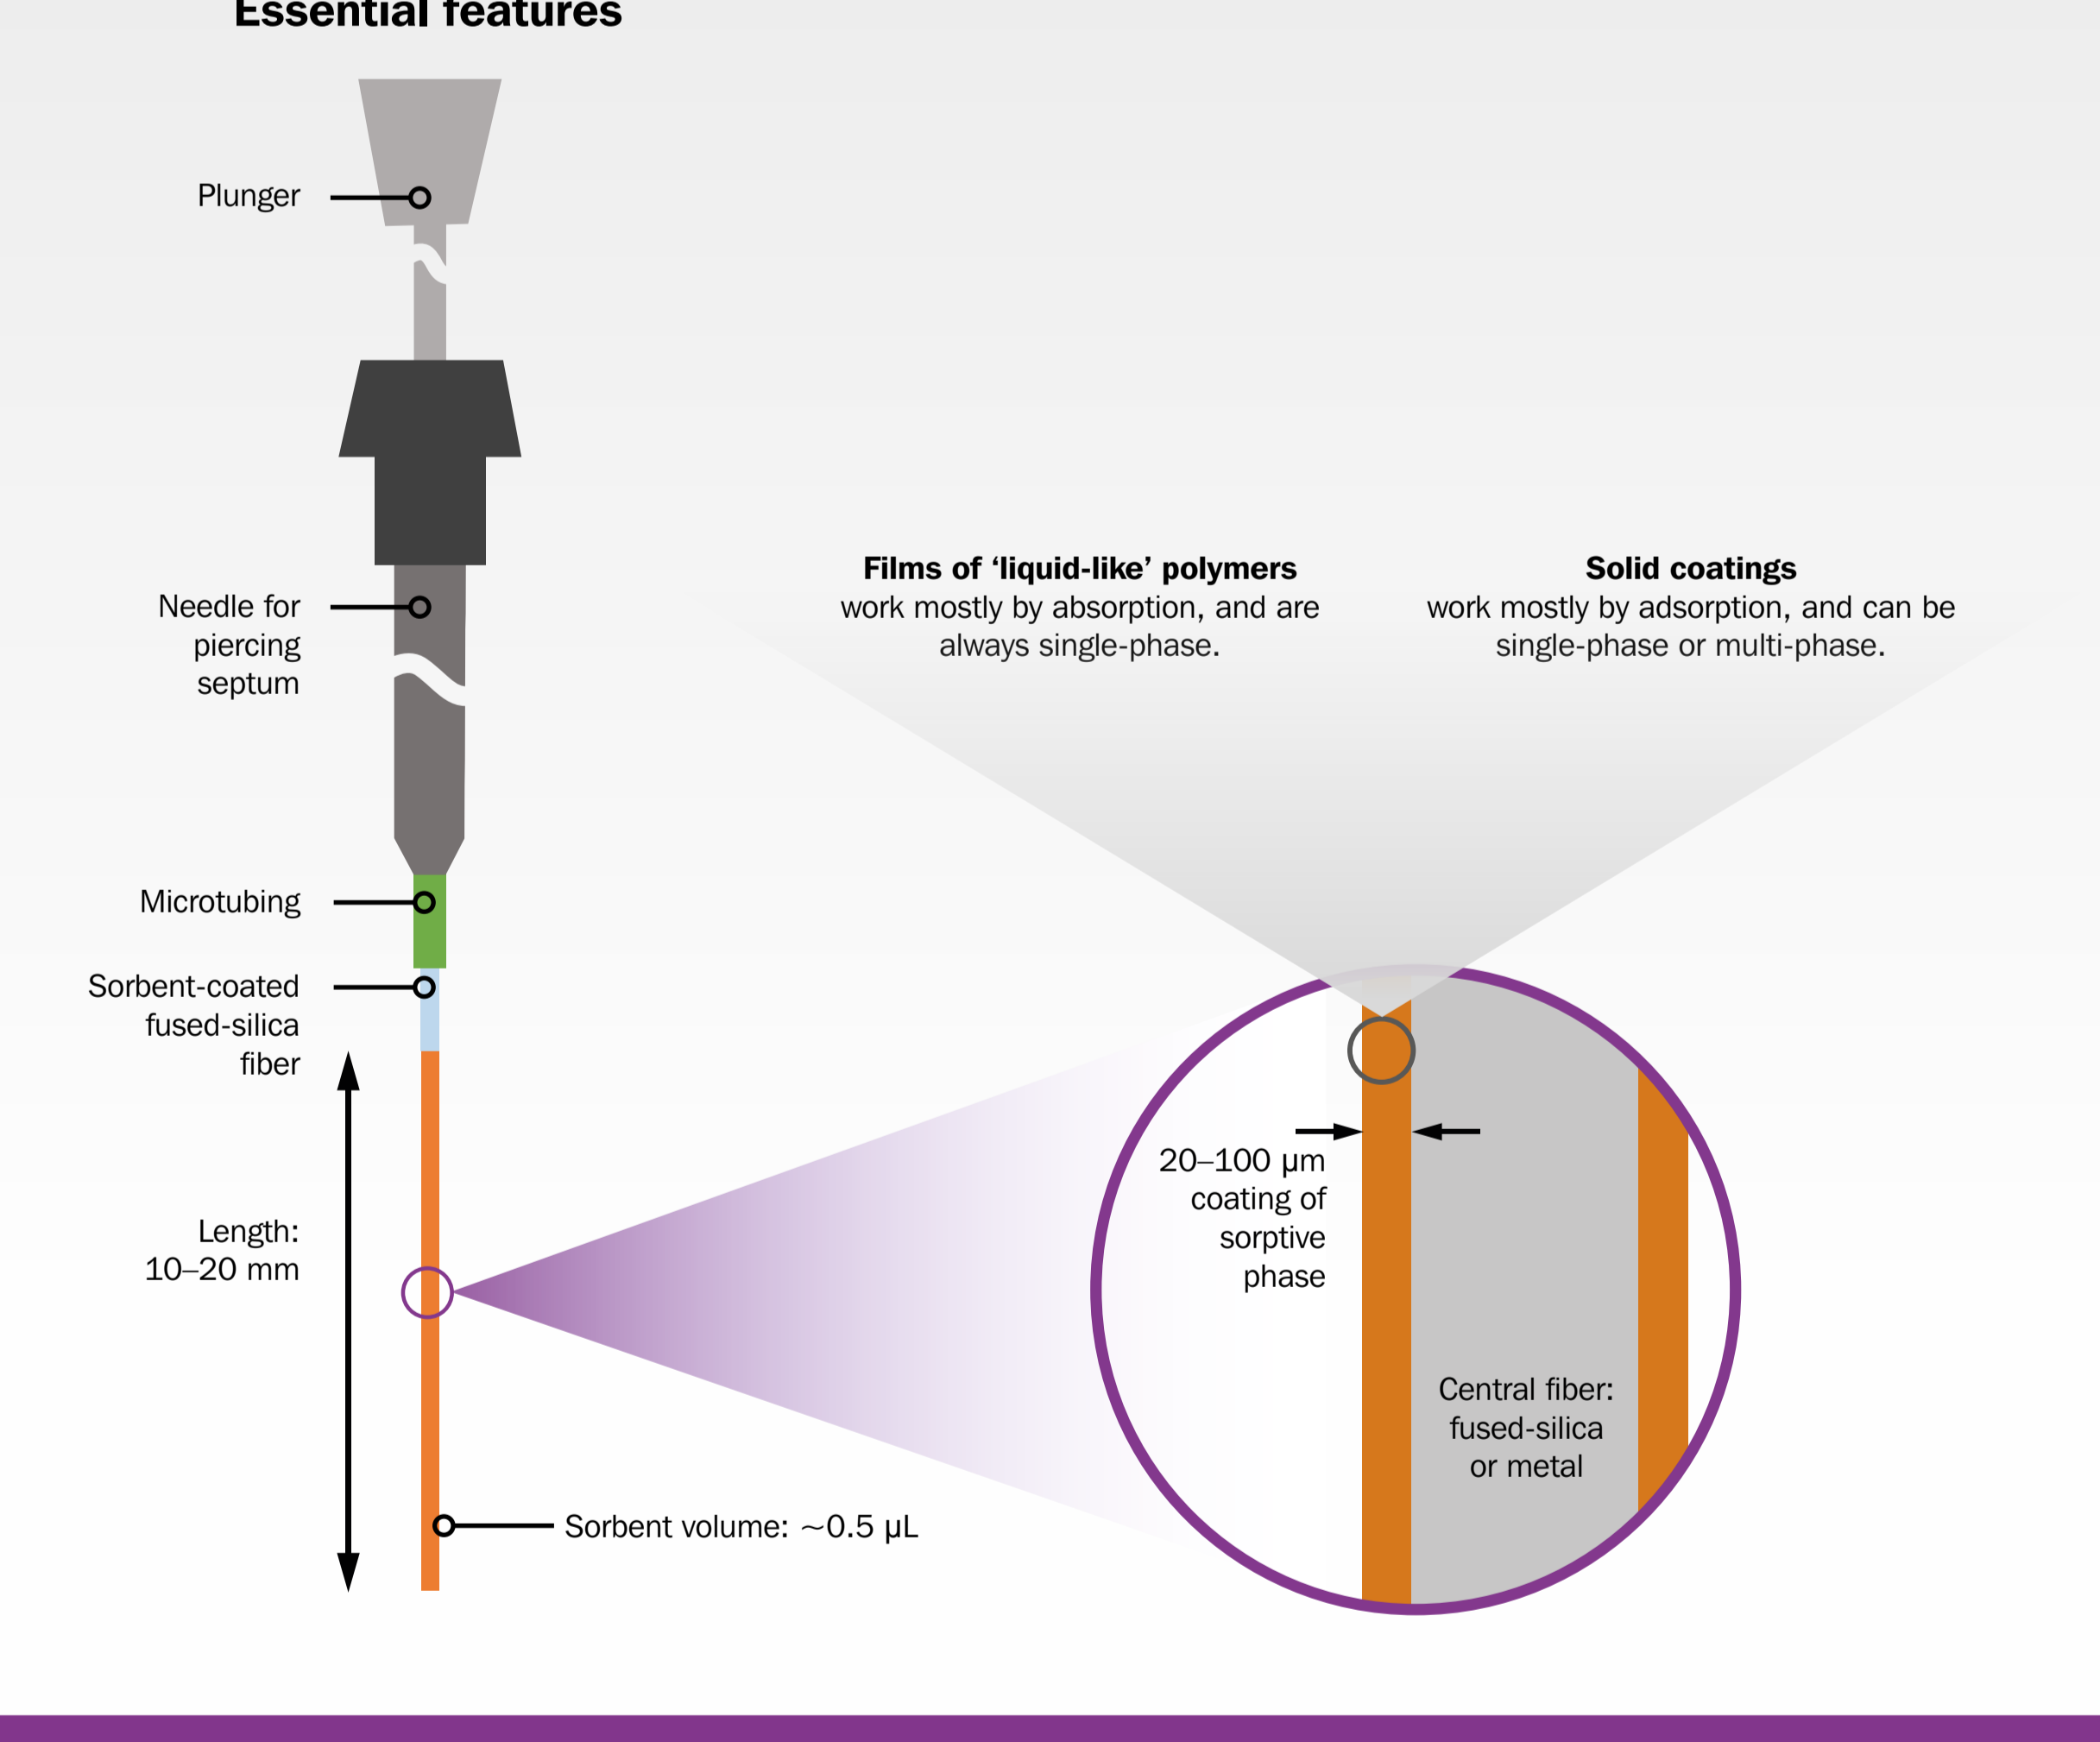 Essential features
Plunger
Needle for
piercing
septum
Films of ‘liquid-like’ polymers
work mostly by absorption, and are
always single-phase.
Solid coatings
work mostly by adsorption, and can be
single-phase or multi-phase.
Microtubing
Sorbent-coated
fused-silica
fiber
Length:
10–20 mm
20–100 µm
coating of
sorptive
phase
Central fiber:
fused-silica
or metal
Sorbent volume: ~0.5 µL